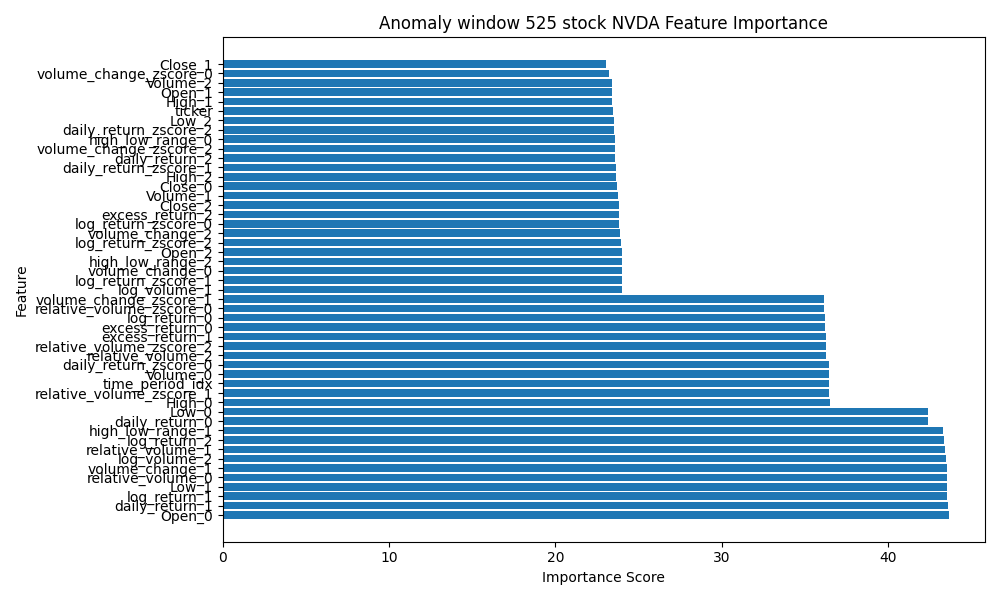 Anomaly window 525 stock NVDA Feature Importance
Feature
Close_1
volume_change_zscore_0
Volume_2
Open_1
High_1
ticker
Low_2
daily_return_zscore_2
high_low_range_0
volume_change_zscore_2
daily_return_2
daily_return_zscore_1
High_2
Close_0
Volume_1
Close_2
excess_return_2
log_return_zscore_0
volume_change_2
log_return_zscore_2
Open_2
high_low_range_2
volume_change_0
log_return_zscore_1
log_volume_1
volume_change_zscore_1
relative_volume_zscore_0
log_return_0
excess_return_0
excess_return_1
relative_volume_zscore_2
relative_volume_2
daily_return_zscore_0
Volume_0
time_period_idx
relative_volume_zscore_1
High_0
Low_0
daily_return_0
high_low_range_1
log_return_2
relative_volume_1
log_volume_2
volume_change_1
relative_volume_0
Low_1
log_return_1
daily_return_1
Open_0
0 10 20 30 40
Importance Score